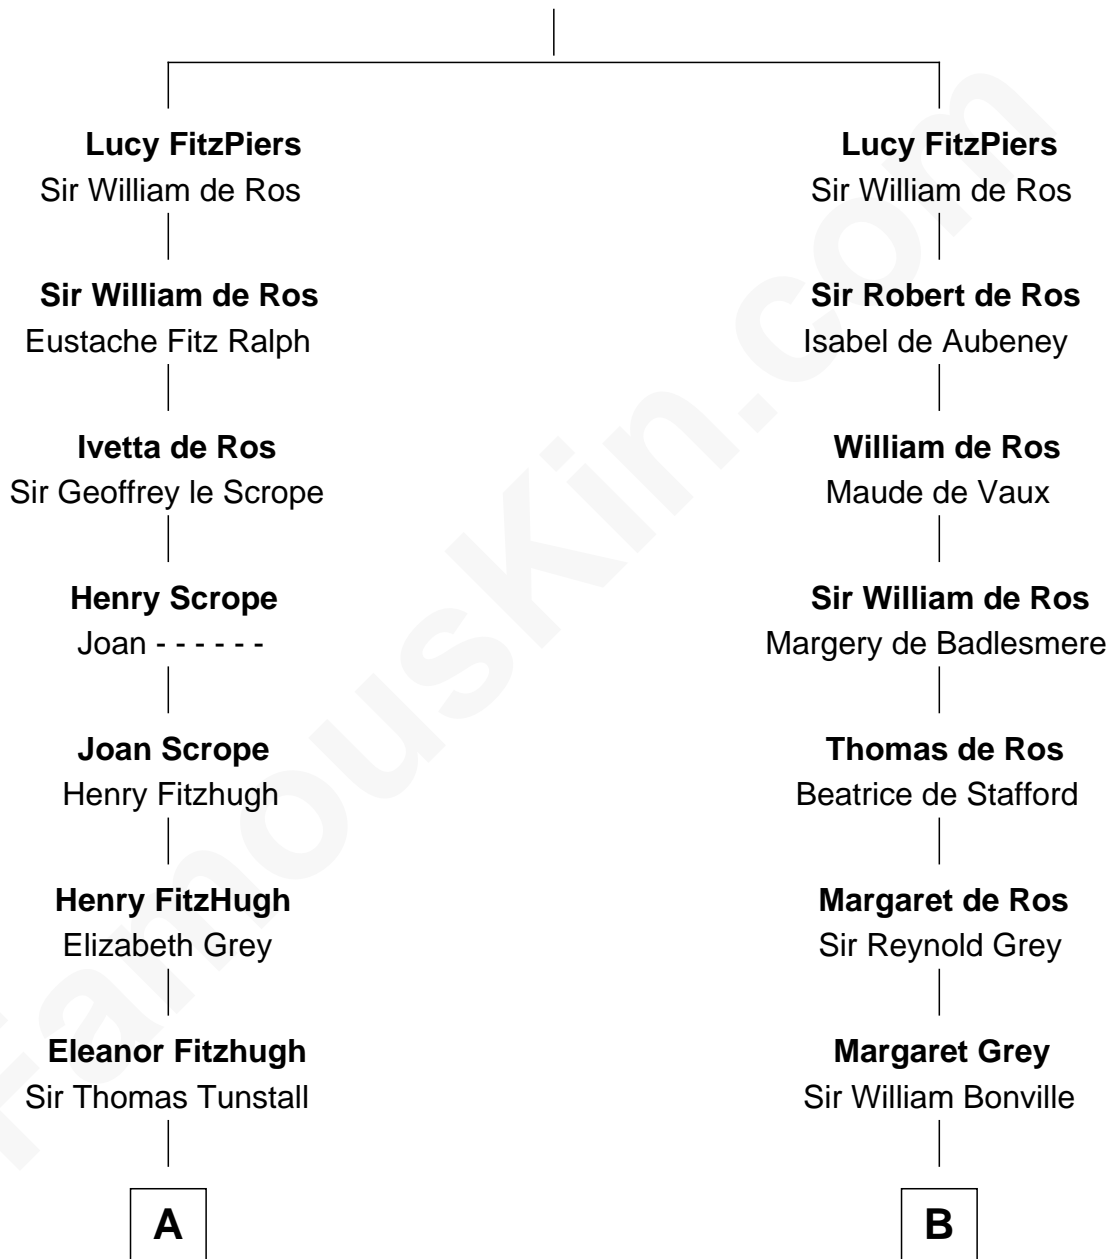 Lucy FitzPiers
Sir William de Ros
Sir William de Ros
Eustache Fitz Ralph
Ivetta de Ros
Sir Geoffrey le Scrope
Henry Scrope
Joan - - - - - -
Joan Scrope
Henry Fitzhugh
Henry FitzHugh
Elizabeth Grey
Eleanor Fitzhugh
Sir Thomas Tunstall
A
Lucy FitzPiers
Sir William de Ros
Sir Robert de Ros
Isabel de Aubeney
William de Ros
Maude de Vaux
Sir William de Ros
Margery de Badlesmere
Thomas de Ros
Beatrice de Stafford
Margaret de Ros
Sir Reynold Grey
Margaret Grey
Sir William Bonville
B
FamousKin.com